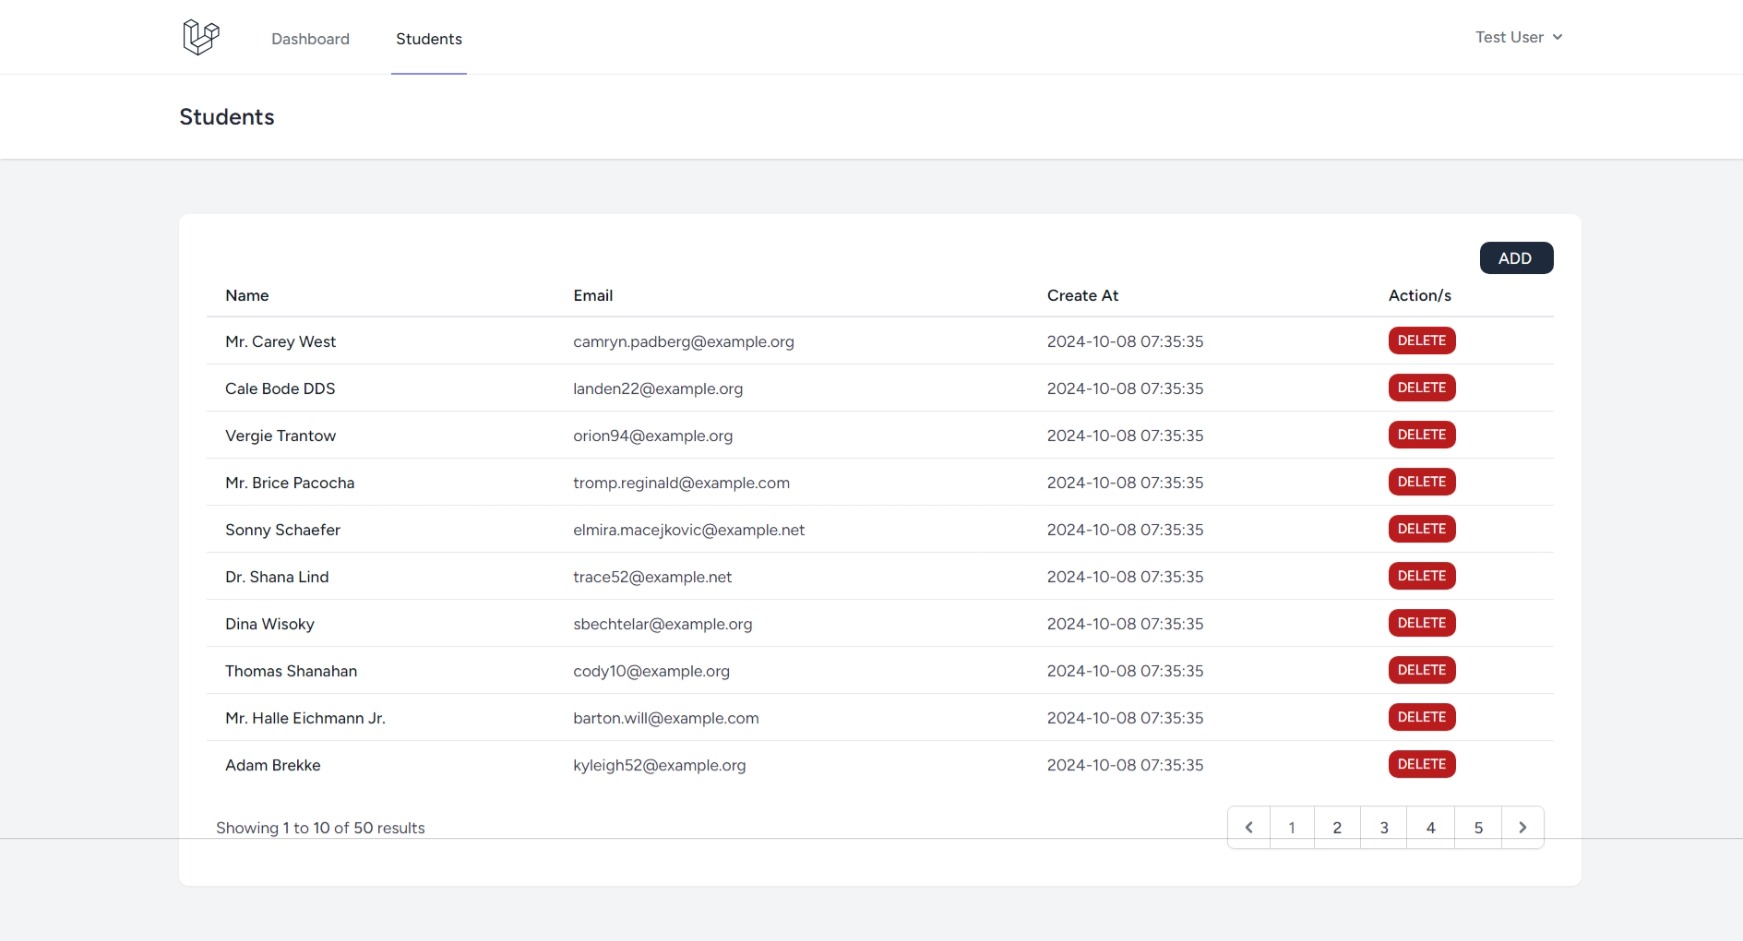 Dashboard Students Test User
Students
ADD
Name Email Create At Action/s
Mr. Carey West camryn.padberg@example.org 2024-10-08 07:35:35 DELETE
Cale Bode DDS landen22@example.org 2024-10-08 07:35:35 DELETE
Vergie Trantow orion94@example.org 2024-10-08 07:35:35 DELETE
Mr. Brice Pacocha tromp.reginald@example.com 2024-10-08 07:35:35 DELETE
Sonny Schaefer elmira.macejkovic@example.net 2024-10-08 07:35:35 DELETE
Dr. Shana Lind trace52@example.net 2024-10-08 07:35:35 DELETE
Dina Wisoky sbechtelar@example.org 2024-10-08 07:35:35 DELETE
Thomas Shanahan cody10@example.org 2024-10-08 07:35:35 DELETE
Mr. Halle Eichmann Jr. barton.will@example.com 2024-10-08 07:35:35 DELETE
Adam Brekke kyleigh52@example.org 2024-10-08 07:35:35 DELETE
Showing 1 to 10 of 50 results 1 2 3 4 5